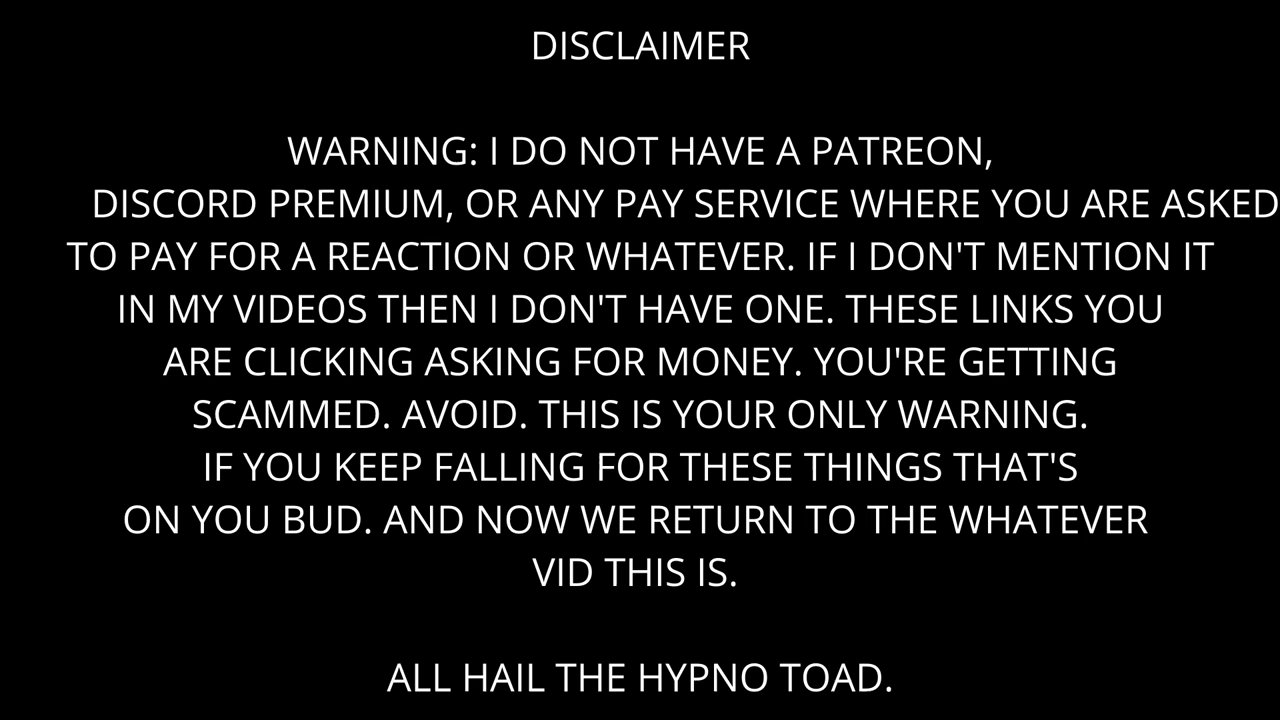 DISCLAIMER
WARNING: I DO NOT HAVE A PATREON,
DISCORD PREMIUM, OR ANY PAY SERVICE WHERE YOU ARE ASKED
TO PAY FOR A REACTION OR WHATEVER. IF I DON'T MENTION IT
IN MY VIDEOS THEN I DON'T HAVE ONE. THESE LINKS YOU
ARE CLICKING ASKING FOR MONEY. YOU'RE GETTING
SCAMMED. AVOID. THIS IS YOUR ONLY WARNING.
IF YOU KEEP FALLING FOR THESE THINGS THAT'S
ON YOU BUD. AND NOW WE RETURN TO THE WHATEVER
VID THIS IS.
ALL HAIL THE HYPNO TOAD.